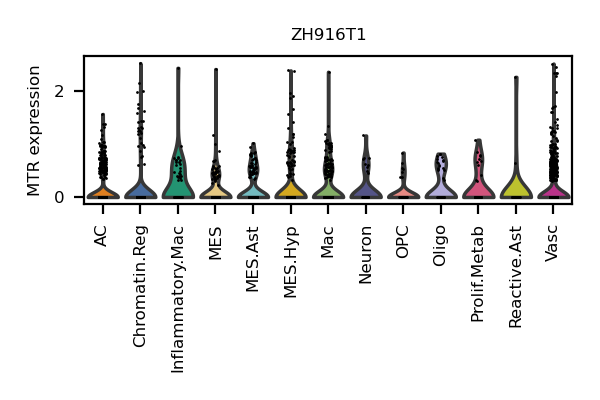 ZH916T1
MTR expression
2
0
AC
Chromatin.Reg
Inflammatory.Mac
MES
MES.Ast
MES.Hyp
Mac
Neuron
OPC
Oligo
Prolif.Metab
Reactive.Ast
Vasc